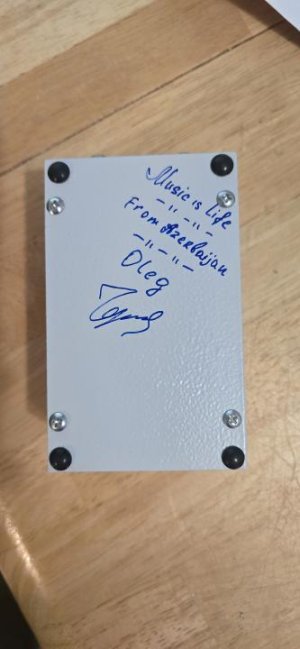 Music is Life
– " – " –
From Azerbaijan
– " – " –
Oleg